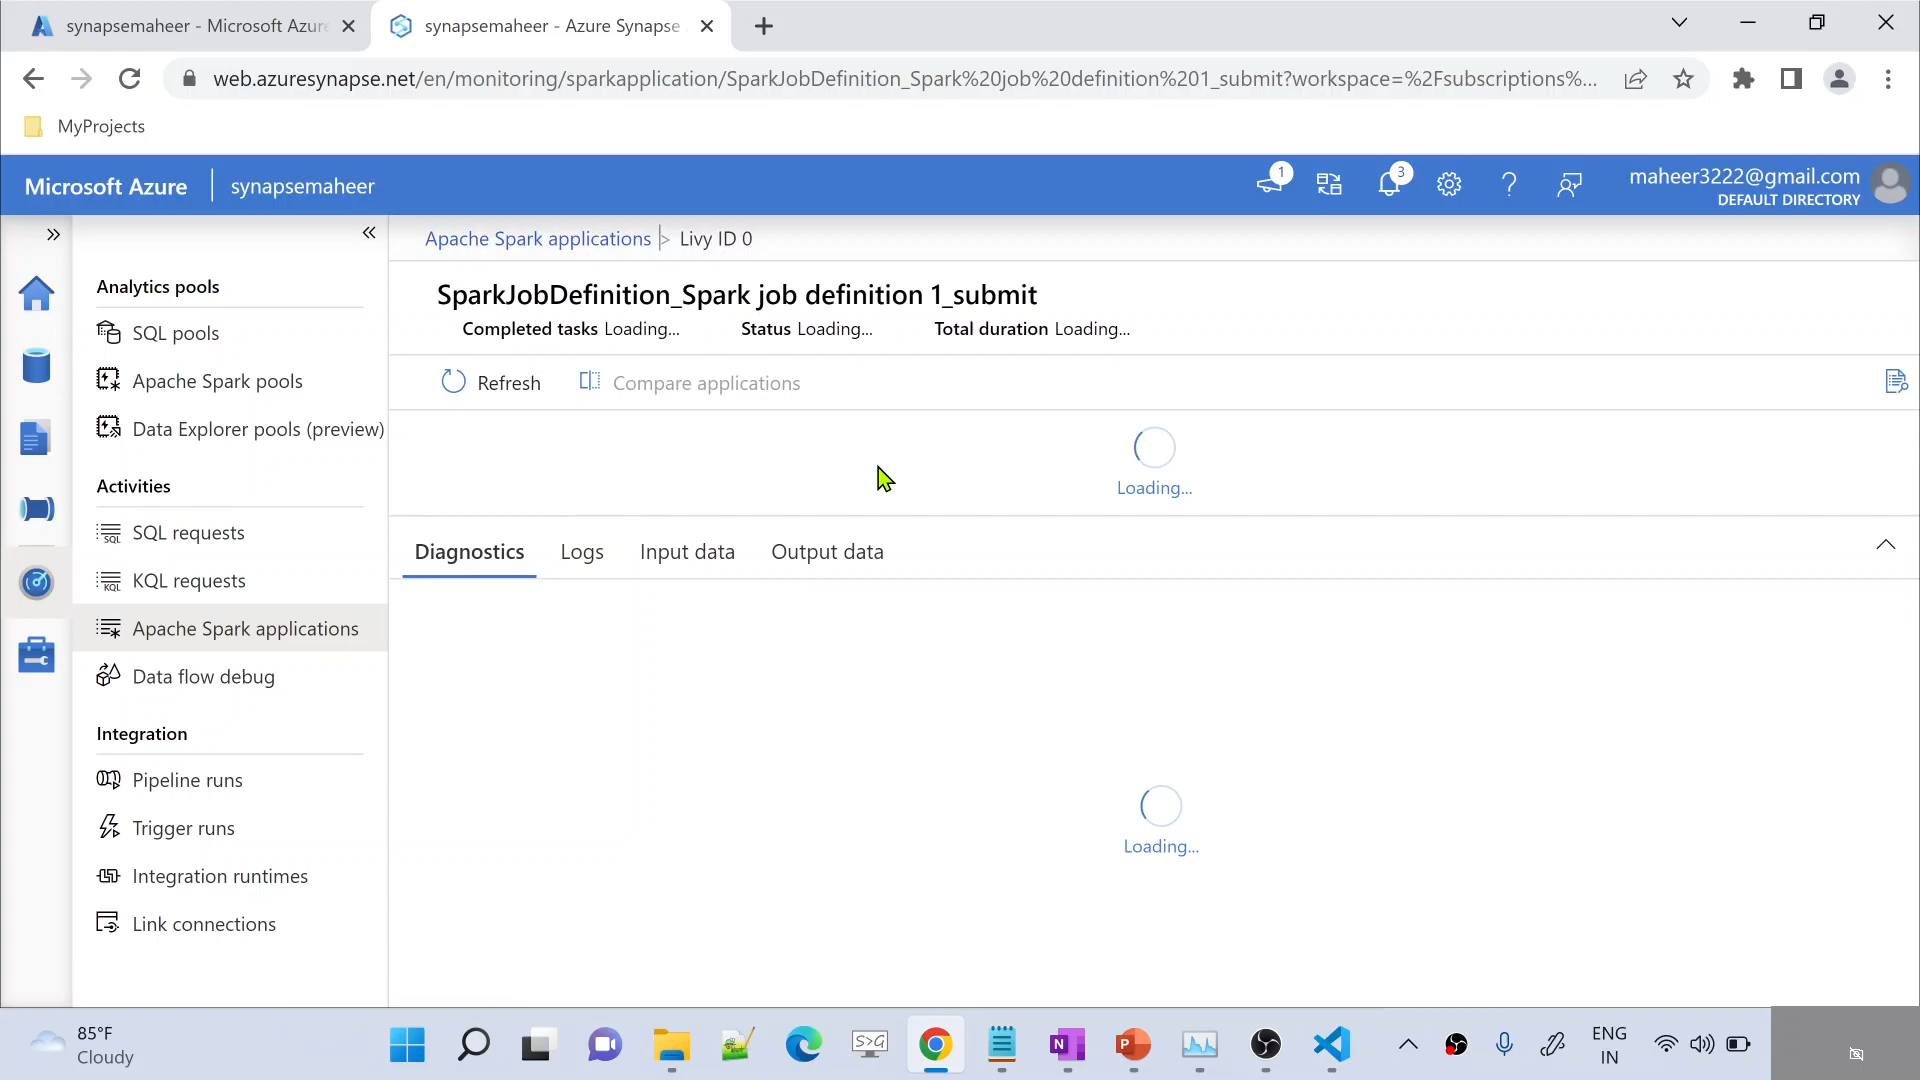 synapsemaheer - Microsoft Azure
synapsemaheer - Azure Synapse
web.azuresynapse.net/en/monitoring/sparkapplication/SparkJobDefinition_Spark%20job%20definition%201_submit?workspace=%2Fsubscriptions%...
MyProjects
Microsoft Azure
synapsemaheer
1
3
maheer3222@gmail.com
DEFAULT DIRECTORY
Analytics pools
SQL pools
Apache Spark pools
Data Explorer pools (preview)
Activities
SQL requests
KQL requests
Apache Spark applications
Data flow debug
Integration
Pipeline runs
Trigger runs
Integration runtimes
Link connections
Apache Spark applications > Livy ID 0
SparkJobDefinition_Spark job definition 1_submit
Completed tasks Loading... Status Loading... Total duration Loading...
Refresh Compare applications
Loading...
Diagnostics Logs Input data Output data
Loading...
85°F
Cloudy
S>G
N
P
ENG
IN